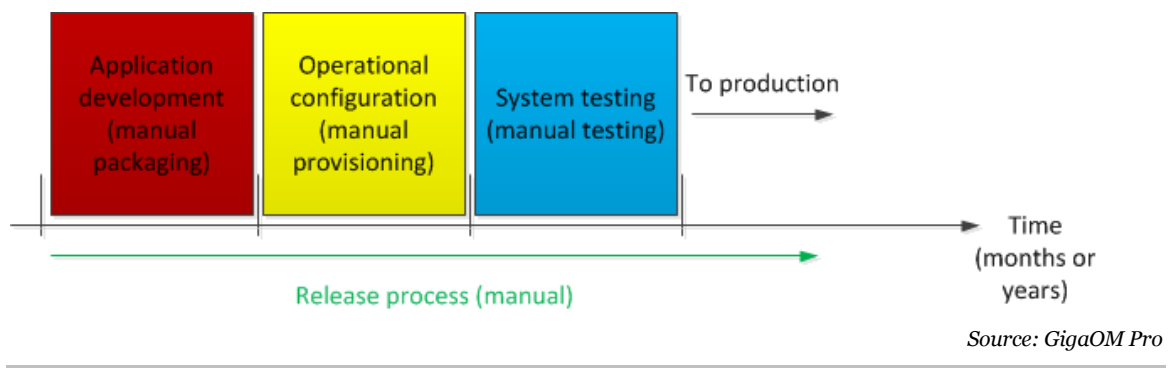 Application
development
(manual
packaging)
Operational
configuration
(manual
provisioning)
System testing
(manual testing)
To production
Time
(months or
years)
Release process (manual)
Source: GigaOM Pro